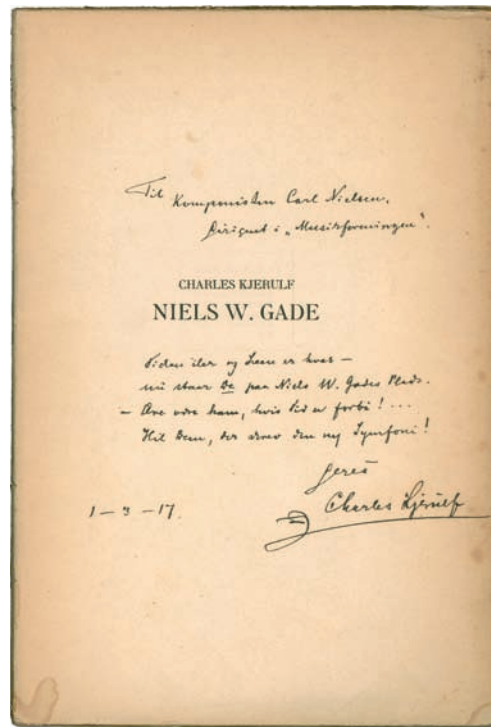 Til Komponisten Carl Nielsen,
Dirigent i „Musikforeningen".
CHARLES KJERULF
NIELS W. GADE
Tiden iler og Leen er hvas –
nu staar De paa Niels W. Gades Plads.
– Ære være ham, hvis Tid er forbi! ...
Hil Dem, der skrev den ny Symfoni!
Deres
Charles Kjerulf
1 – 3 – 17.